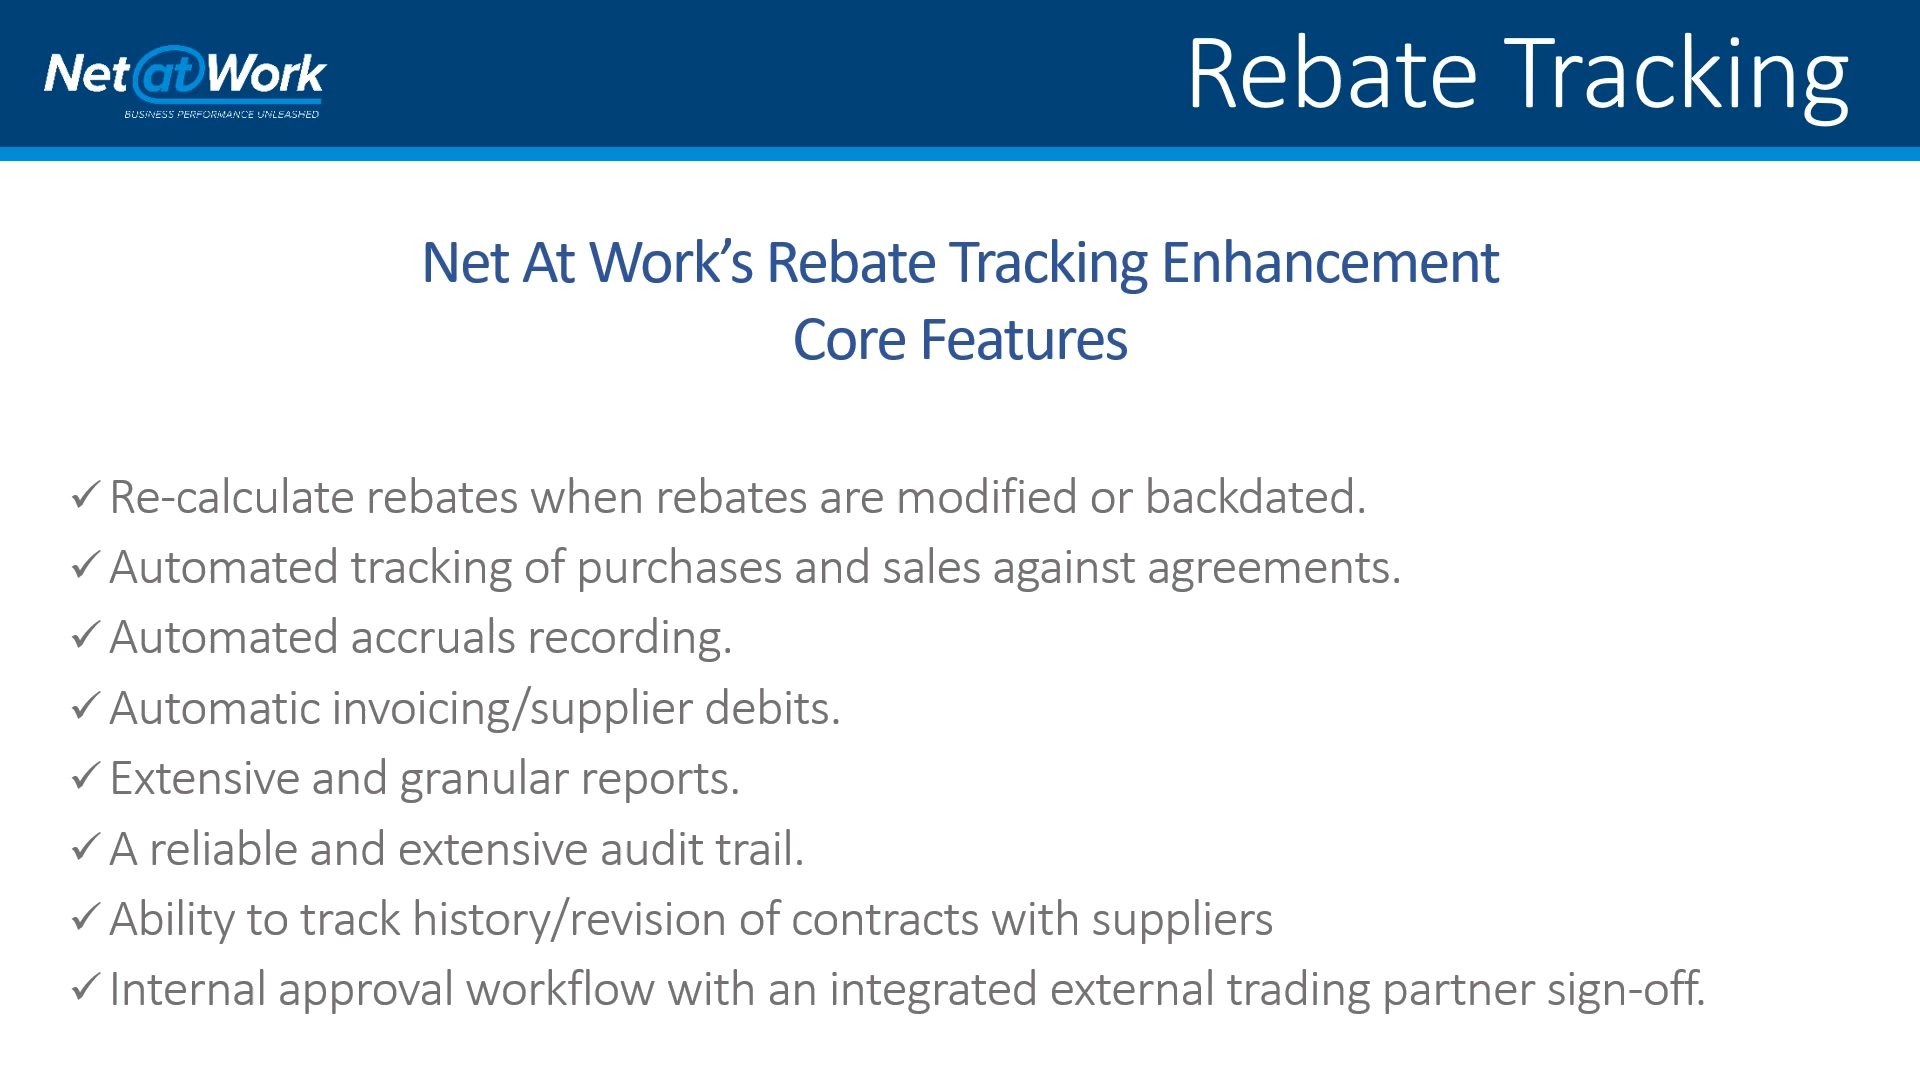 Net at Work
BUSINESS PERFORMANCE UNLEASHED
Rebate Tracking
Net At Work’s Rebate Tracking Enhancement
Core Features
✓ Re-calculate rebates when rebates are modified or backdated.
✓ Automated tracking of purchases and sales against agreements.
✓ Automated accruals recording.
✓ Automatic invoicing/supplier debits.
✓ Extensive and granular reports.
✓ A reliable and extensive audit trail.
✓ Ability to track history/revision of contracts with suppliers
✓ Internal approval workflow with an integrated external trading partner sign-off.